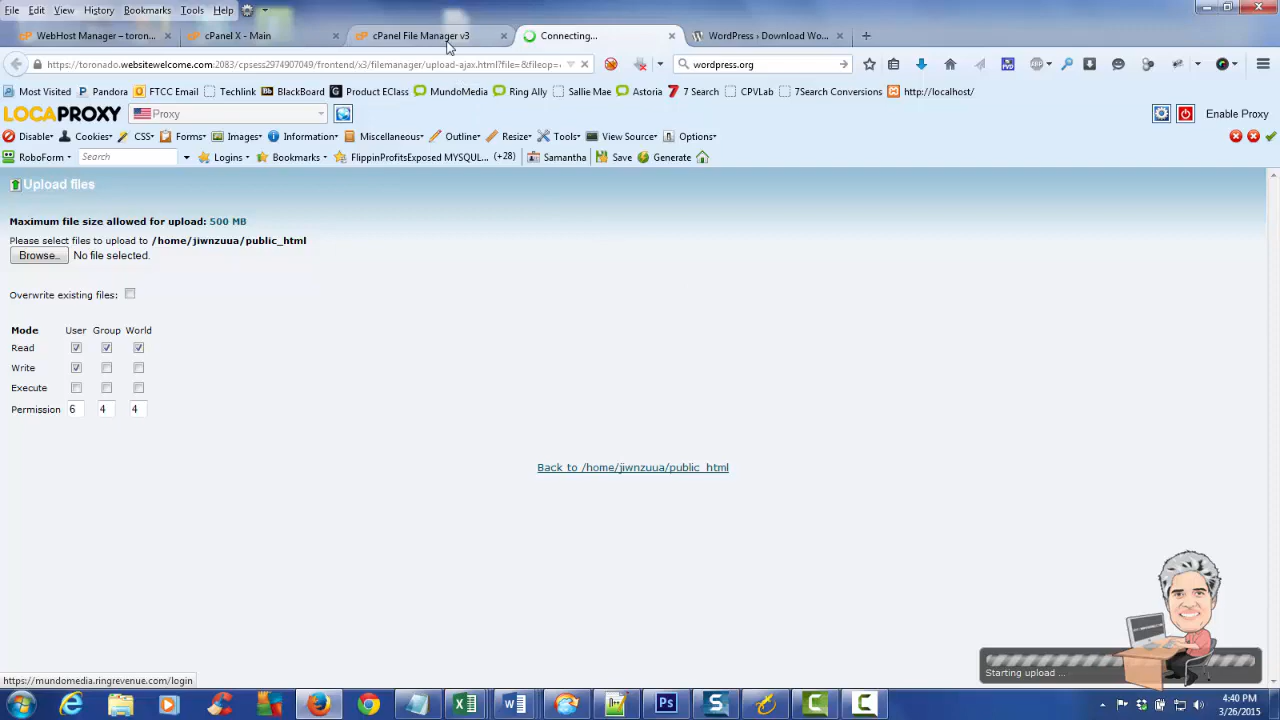 File Edit View History Bookmarks Tools Help
WebHost Manager – toron... × cPanel X - Main × cPanel File Manager v3 × Connecting... × WordPress › Download Wo... × +
https://toronado.websitewelcome.com:2083/cpsess2974907049/frontend/x3/filemanager/upload-ajax.html?file=&fileop=‹ wordpress.org
Most Visited Pandora FTCC Email Techlink BlackBoard Product EClass MundoMedia Ring Ally Sallie Mae Astoria 7 Search CPVLab 7Search Conversions http://localhost/
LOCAPROXY Proxy Enable Proxy
Disable Cookies CSS Forms Images Information Miscellaneous Outline Resize Tools View Source Options
RoboForm Search Logins Bookmarks FlippinProfitsExposed MYSQUL... (+28) Samantha Save Generate
Upload files
Maximum file size allowed for upload: 500 MB
Please select files to upload to /home/jiwnzuua/public_html
Browse... No file selected.
Overwrite existing files:
Mode User Group World
Read
Write
Execute
Permission 6 4 4
Back to /home/jiwnzuua/public_html
Starting upload ...
https://mundomedia.ringrevenue.com/login
4:40 PM
3/26/2015